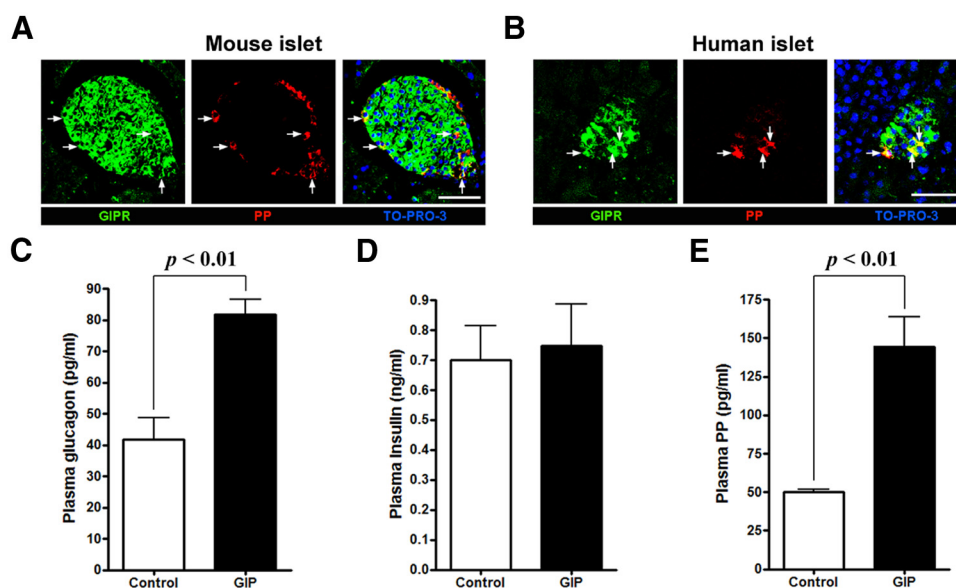 A
Mouse islet
GIPR
PP
TO-PRO-3
B
Human islet
GIPR
PP
TO-PRO-3
C
p < 0.01
Plasma glucagon (pg/ml)
90
80
70
60
50
40
30
20
10
0
Control
GIP
D
Plasma Insulin (ng/ml)
0.9
0.8
0.7
0.6
0.5
0.4
0.3
0.2
0.1
0.0
Control
GIP
E
p < 0.01
Plasma PP (pg/ml)
175
150
125
100
75
50
25
0
Control
GIP